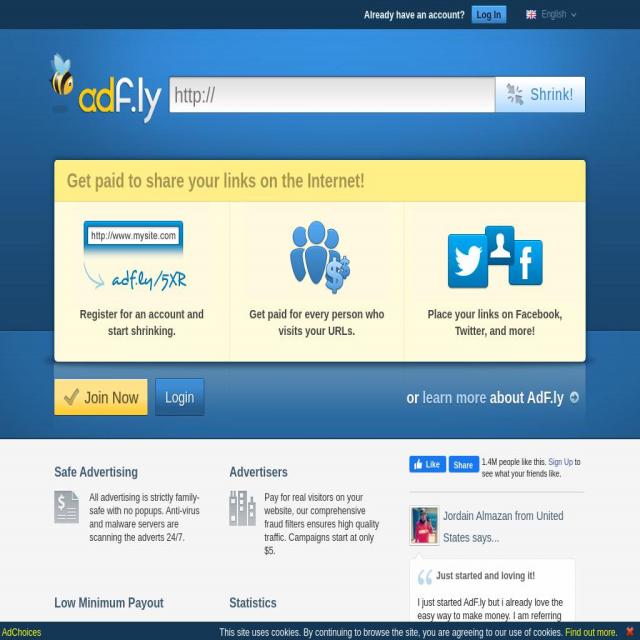 Already have an account? Log In English
adf.ly http:// Shrink!
Get paid to share your links on the Internet!
http://www.mysite.com
adf.ly/5XR
Register for an account and
start shrinking.
Get paid for every person who
visits your URLs.
Place your links on Facebook,
Twitter, and more!
Join Now Login or learn more about AdF.ly
Safe Advertising
All advertising is strictly family-
safe with no popups. Anti-virus
and malware servers are
scanning the adverts 24/7.
Advertisers
Pay for real visitors on your
website, our comprehensive
fraud filters ensures high quality
traffic. Campaigns start at only
$5.
Like Share 1.4M people like this. Sign Up to
see what your friends like.
Jordain Almazan from United
States says...
Just started and loving it!
I just started AdF.ly but i already love the
easy way to make money. I am referring
Low Minimum Payout
Statistics
AdChoices
This site uses cookies. By continuing to browse the site, you are agreeing to our use of cookies. Find out more.